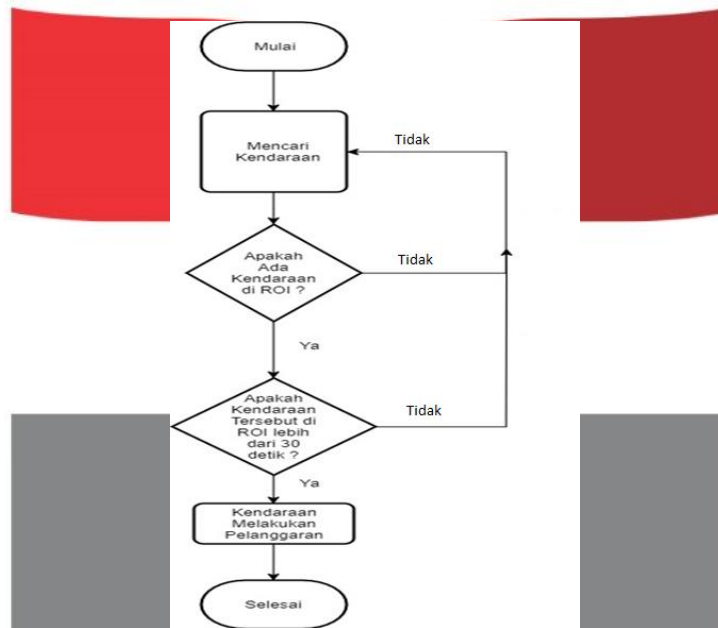 Mulai
Mencari
Kendaraan
Tidak
Apakah
Ada
Kendaraan
di ROI ?
Tidak
Ya
Apakah
Kendaraan
Tersebut di
ROI lebih
dari 30
detik ?
Tidak
Ya
Kendaraan
Melakukan
Pelanggaran
Selesai